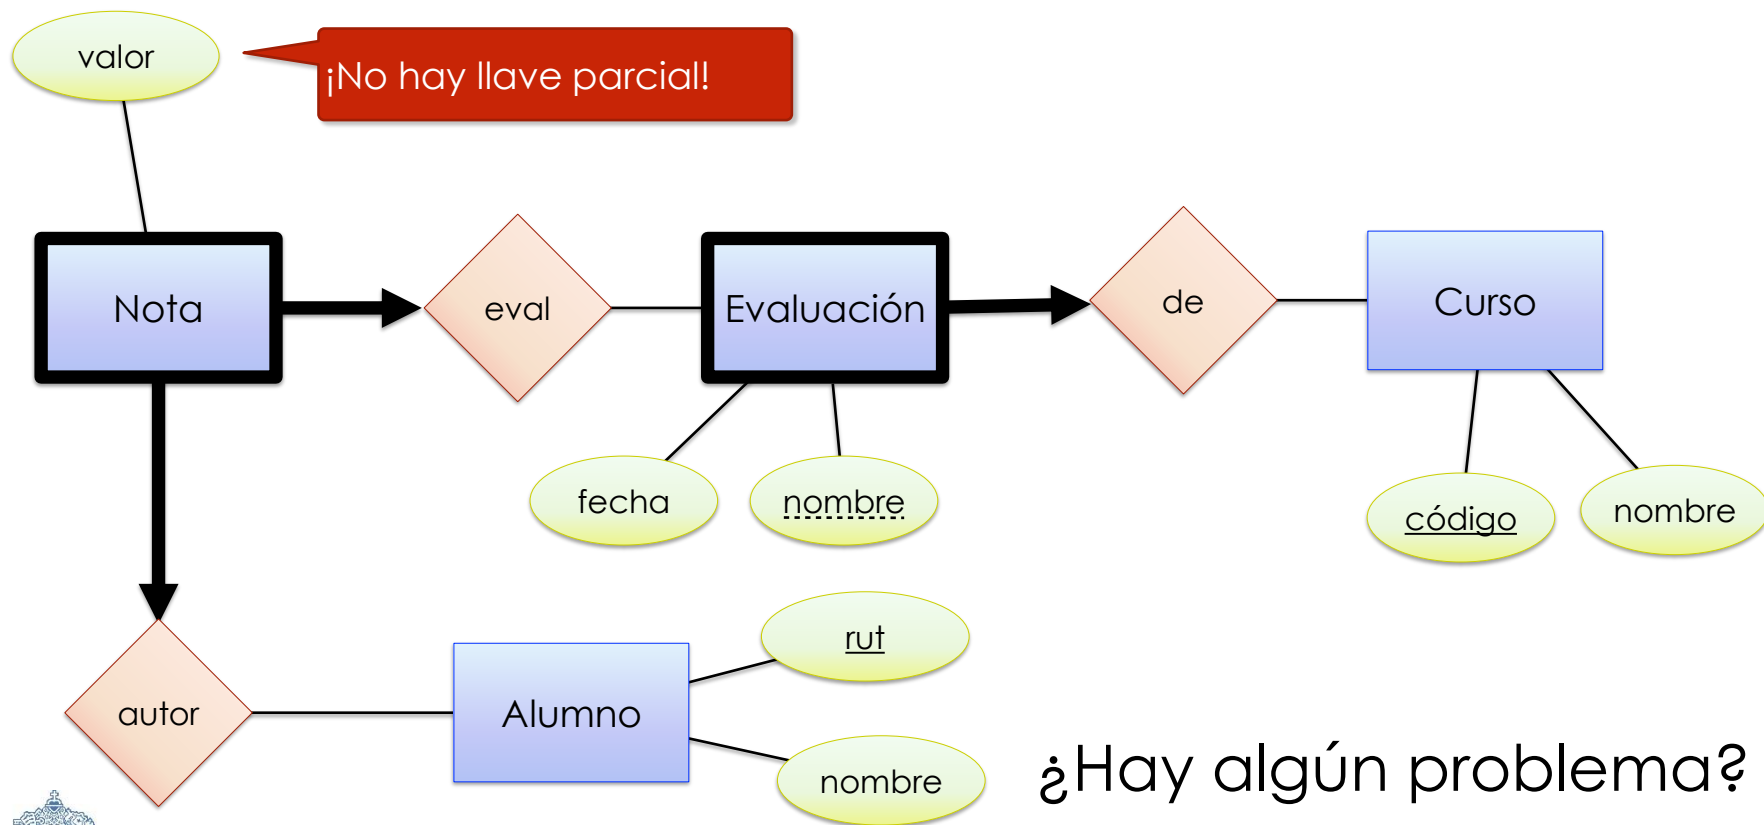 valor
¡No hay llave parcial!
Nota
eval
Evaluación
de
Curso
fecha
nombre
código
nombre
autor
Alumno
rut
nombre
¿Hay algún problema?